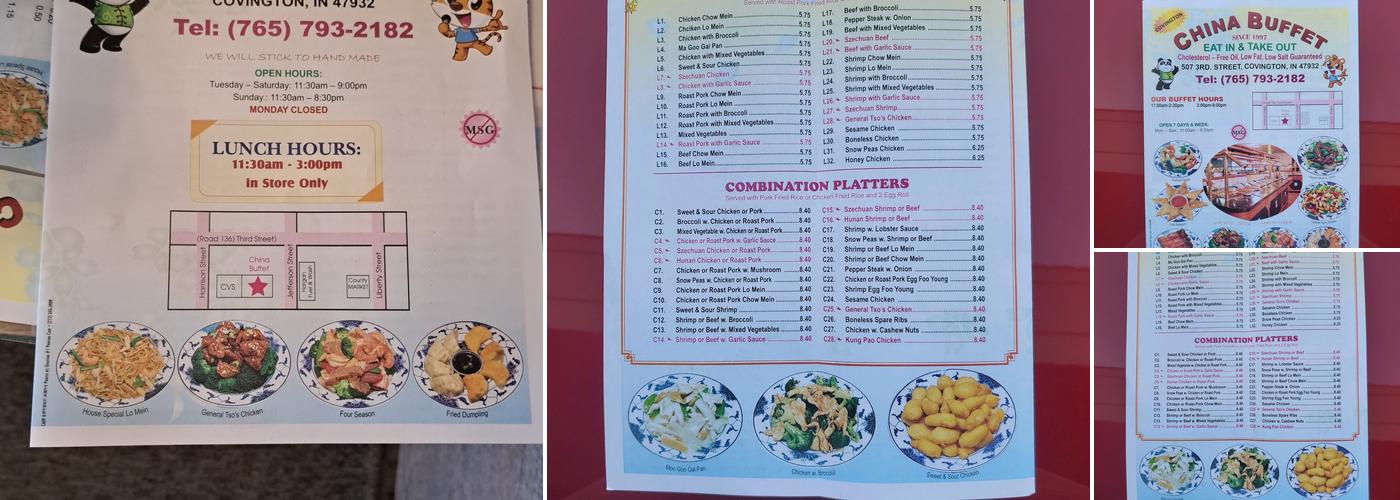 COVINGTON, IN 47932
Tel: (765) 793-2182
WE WILL STICK TO HAND MADE
OPEN HOURS:
Tuesday – Saturday: 11:30am – 9:00pm
Sunday.: 11:30am – 8:30pm
MONDAY CLOSED
MSG
LUNCH HOURS:
11:30am - 3:00pm
in Store Only
(Road 136) Third Street)
Harrison Street
China Buffet
CVS
Jefferson Street
Fuel & Wash
County MARKET
Liberty Street
House Special Lo Mein
General Tso's Chicken
Four Season
Fried Dumpling
L1. Chicken Chow Mein 5.75
L2. Chicken Lo Mein 5.75
L3. Chicken with Broccoli 5.75
L4. Ma Goo Gai Pan 5.75
L5. Chicken with Mixed Vegetables 5.75
L6. Sweet & Sour Chicken 5.75
L7. Szechuan Chicken 5.75
L8. Chicken with Garlic Sauce 5.75
L9. Roast Pork Chow Mein 5.75
L10. Roast Pork Lo Mein 5.75
L11. Roast Pork with Broccoli 5.75
L12. Roast Pork with Mixed Vegetables 5.75
L13. Mixed Vegetables 5.75
L14. Roast Pork with Garlic Sauce 5.75
L15. Beef Chow Mein 5.75
L16. Beef Lo Mein 5.75
L17. Beef with Broccoli 5.75
L18. Pepper Steak w. Onion 5.75
L19. Beef with Mixed Vegetables 5.75
L20. Szechuan Beef 5.75
L21. Beef with Garlic Sauce 5.75
L22. Shrimp Chow Mein 5.75
L23. Shrimp Lo Mein 5.75
L24. Shrimp with Broccoli 5.75
L25. Shrimp with Mixed Vegetables 5.75
L26. Shrimp with Garlic Sauce 5.75
L27. Szechuan Shrimp 5.75
L28. General Tso's Chicken 5.75
L29. Sesame Chicken 5.75
L30. Boneless Chicken 5.75
L31. Snow Peas Chicken 6.25
L32. Honey Chicken 6.25
COMBINATION PLATTERS
Served with Pork Fried Rice or Chicken Fried Rice and 2 Egg Roll
C1. Sweet & Sour Chicken or Pork 8.40
C2. Broccoli w. Chicken or Roast Pork 8.40
C3. Mixed Vegetable w. Chicken or Roast Pork 8.40
C4. Chicken or Roast Pork w. Garlic Sauce 8.40
C5. Szechuan Chicken or Roast Pork 8.40
C6. Hunan Chicken or Roast Pork 8.40
C7. Chicken or Roast Pork w. Mushroom 8.40
C8. Snow Peas w. Chicken or Roast Pork 8.40
C9. Chicken or Roast Pork Lo Mein 8.40
C10. Chicken or Roast Pork Chow Mein 8.40
C11. Sweet & Sour Shrimp 8.40
C12. Shrimp or Beef w. Broccoli 8.40
C13. Shrimp or Beef w. Mixed Vegetables 8.40
C14. Shrimp or Beef w. Garlic Sauce 8.40
C15. Szechuan Shrimp or Beef 8.40
C16. Hunan Shrimp or Beef 8.40
C17. Shrimp w. Lobster Sauce 8.40
C18. Snow Peas w. Shrimp or Beef 8.40
C19. Shrimp or Beef Lo Mein 8.40
C20. Shrimp or Beef Chow Mein 8.40
C21. Pepper Steak w. Onion 8.40
C22. Chicken or Roast Pork Egg Foo Young 8.40
C23. Shrimp Egg Foo Young 8.40
C24. Sesame Chicken 8.40
C25. General Tso's Chicken 8.40
C26. Boneless Spare Ribs 8.40
C27. Chicken w. Cashew Nuts 8.40
C28. Kung Pao Chicken 8.40
Moo Goo Gai Pan
Chicken w. Broccoli
Sweet & Sour Chicken
COVINGTON
CHINA BUFFET
SINCE 1997
EAT IN & TAKE OUT
Cholesterol – Free Oil, Low Fat, Low Salt Guaranteed
507 3RD. STREET, COVINGTON, IN 47932
Tel: (765) 793-2182
OUR BUFFET HOURS
11:00am-2:30pm 3:00pm-8:00pm
OPEN 7 DAYS A WEEK:
MSG
COMBINATION PLATTERS